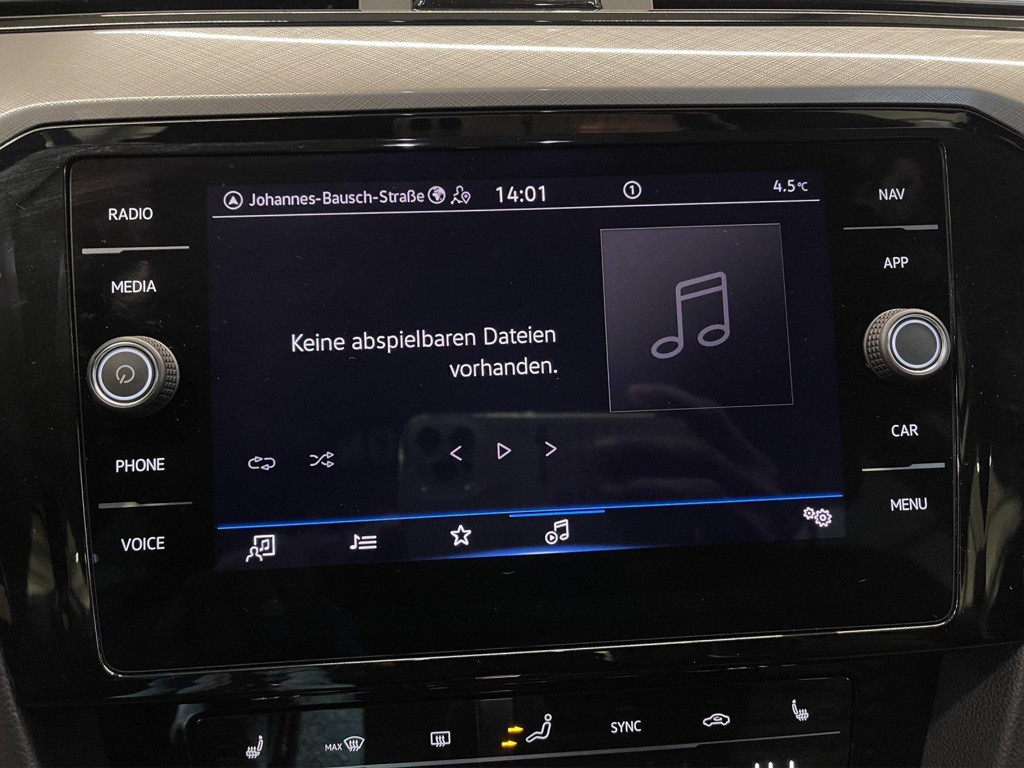 Johannes-Bausch-Straße 14:01 1 4.5°C
RADIO
MEDIA
PHONE
VOICE
Keine abspielbaren Dateien
vorhanden.
NAV
APP
CAR
MENU
MAX
SYNC